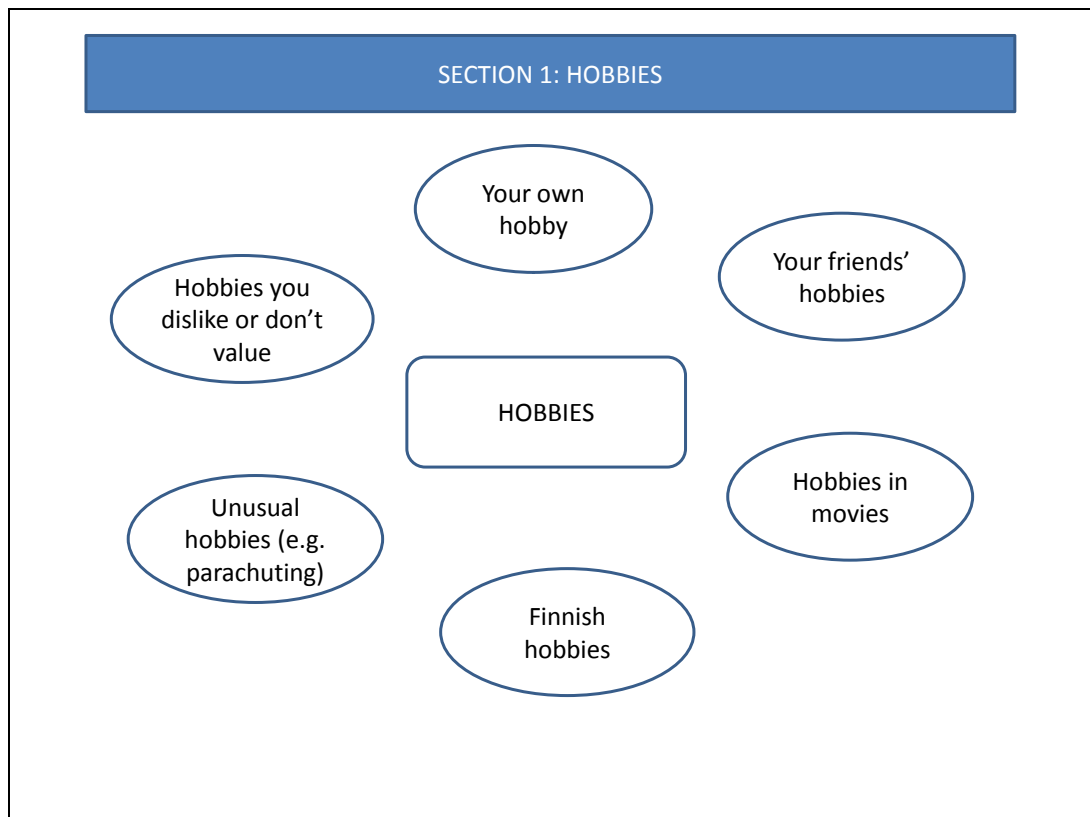 SECTION 1: HOBBIES
Your own
hobby
Your friends’
hobbies
Hobbies you
dislike or don’t
value
HOBBIES
Hobbies in
movies
Unusual
hobbies (e.g.
parachuting)
Finnish
hobbies